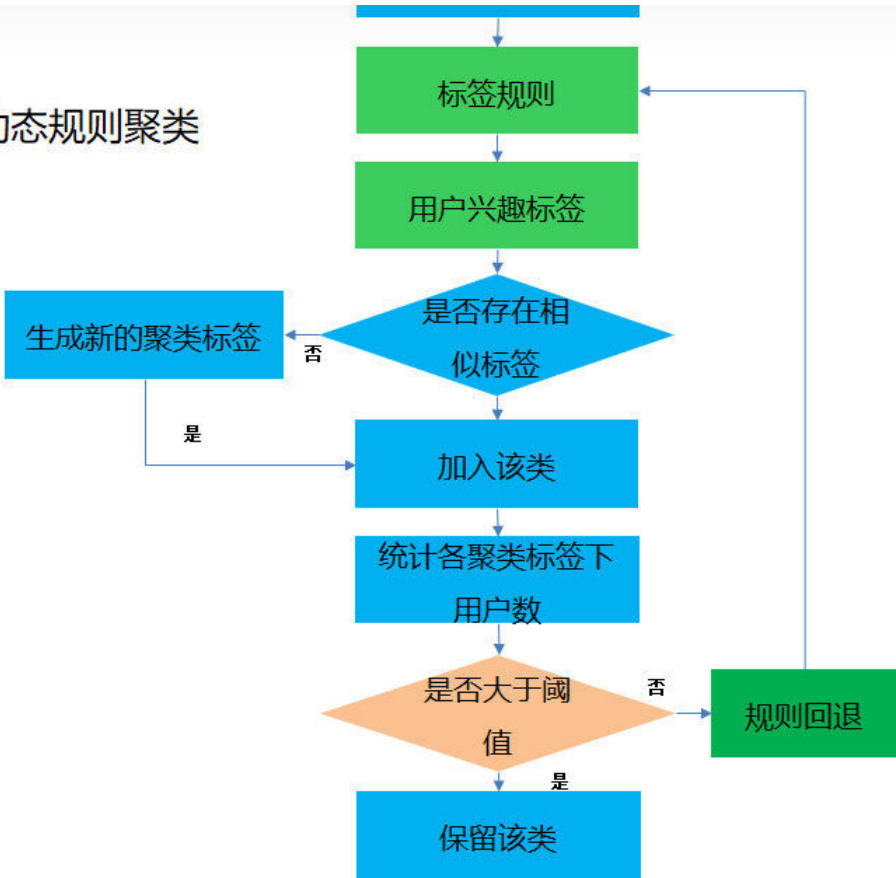 标签规则
动态规则聚类
用户兴趣标签
是否存在相
似标签
生成新的聚类标签
否
是
加入该类
统计各聚类标签下
用户数
是否大于阈
值
否
规则回退
是
保留该类